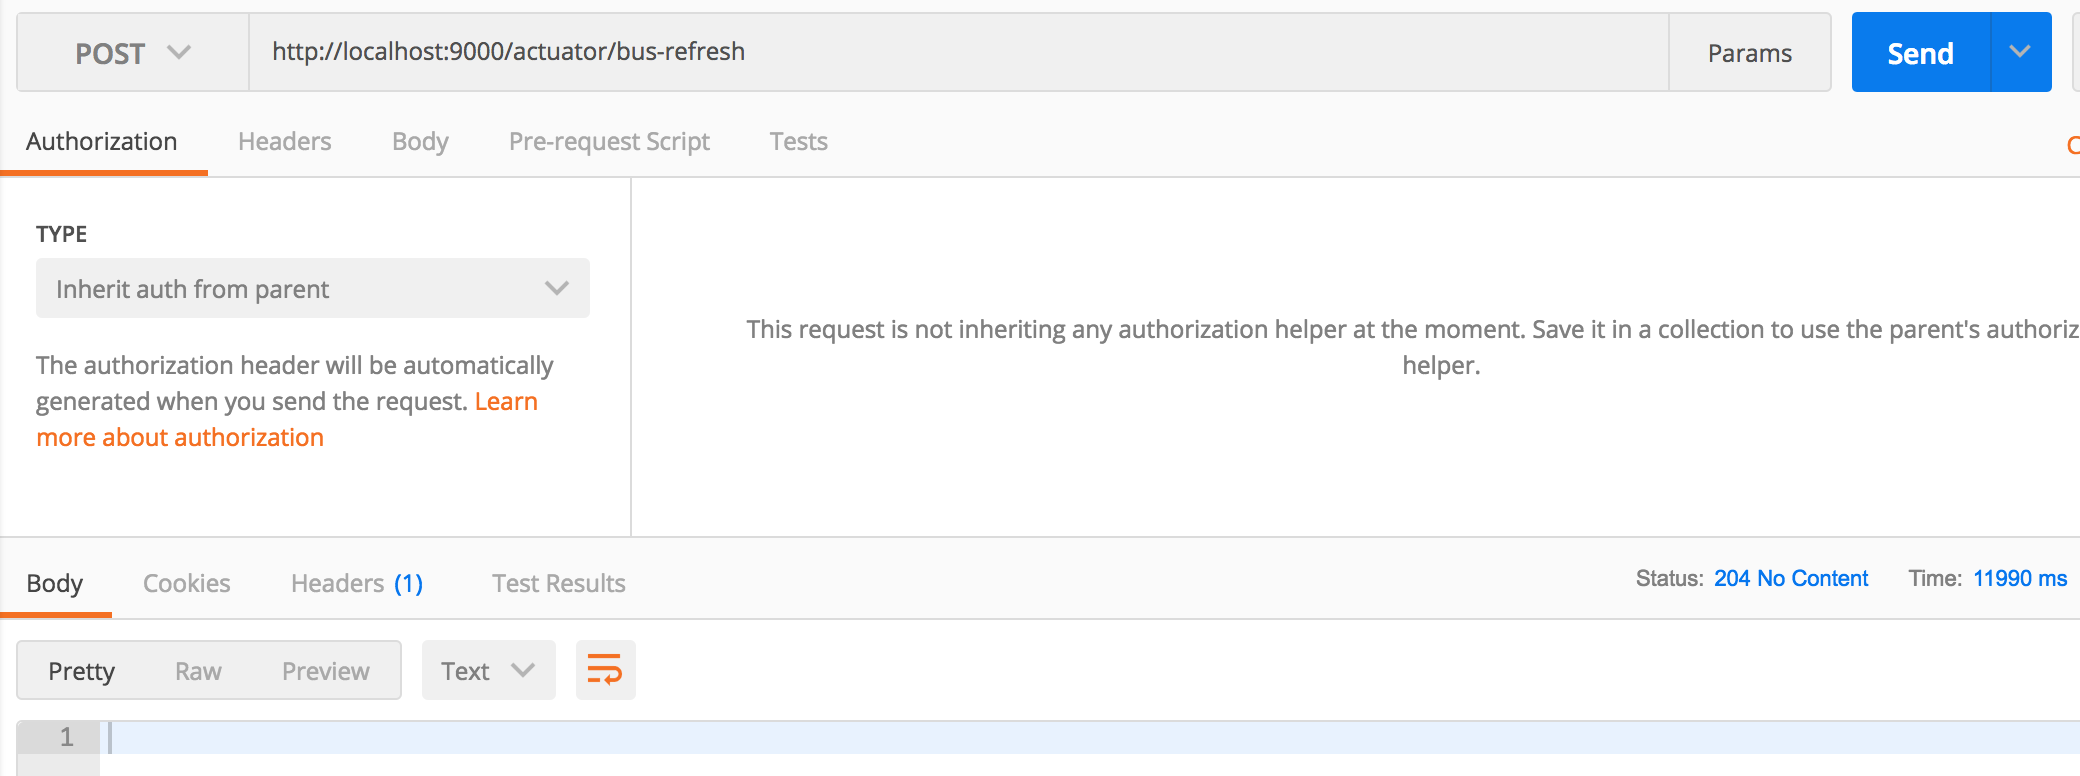 POST http://localhost:9000/actuator/bus-refresh Params Send
Authorization Headers Body Pre-request Script Tests
TYPE
Inherit auth from parent
The authorization header will be automatically
generated when you send the request. Learn
more about authorization
This request is not inheriting any authorization helper at the moment. Save it in a collection to use the parent's authoriz
helper.
Body Cookies Headers (1) Test Results Status: 204 No Content Time: 11990 ms
Pretty Raw Preview Text
1